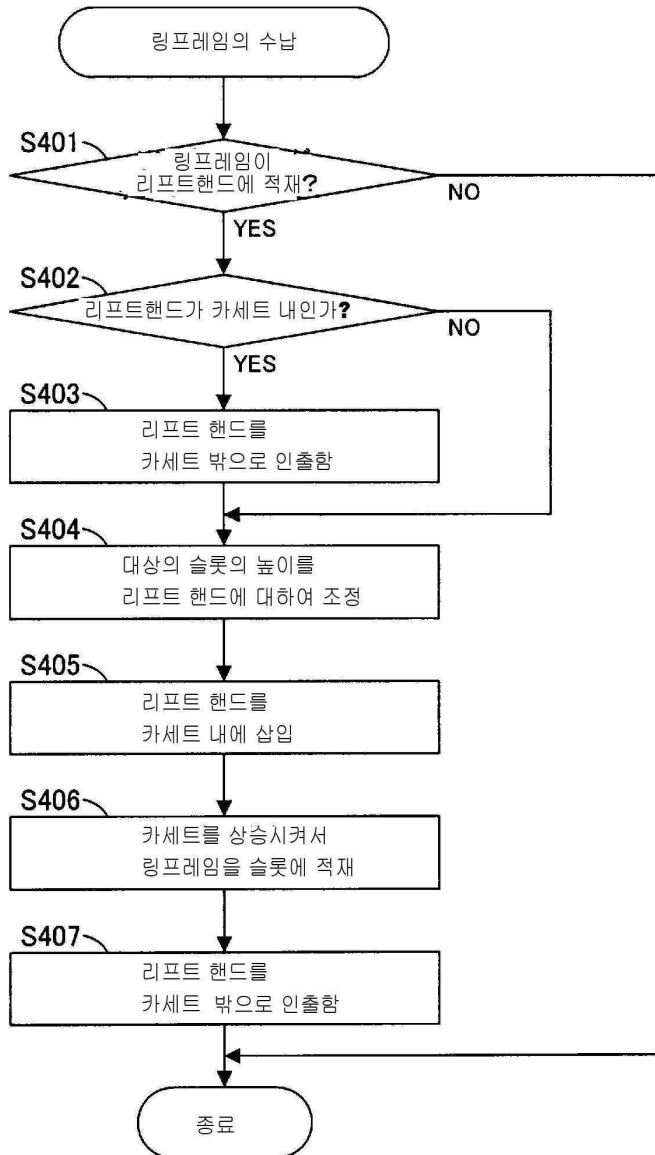 링프레임의 수납
S401
링프레임이
리프트핸드에 적재?
NO
YES
S402
리프트핸드가 카세트 내인가?
NO
YES
S403
리프트 핸드를
카세트 밖으로 인출함
S404
대상의 슬롯의 높이를
리프트 핸드에 대하여 조정
S405
리프트 핸드를
카세트 내에 삽입
S406
카세트를 상승시켜서
링프레임을 슬롯에 적재
S407
리프트 핸드를
카세트 밖으로 인출함
종료